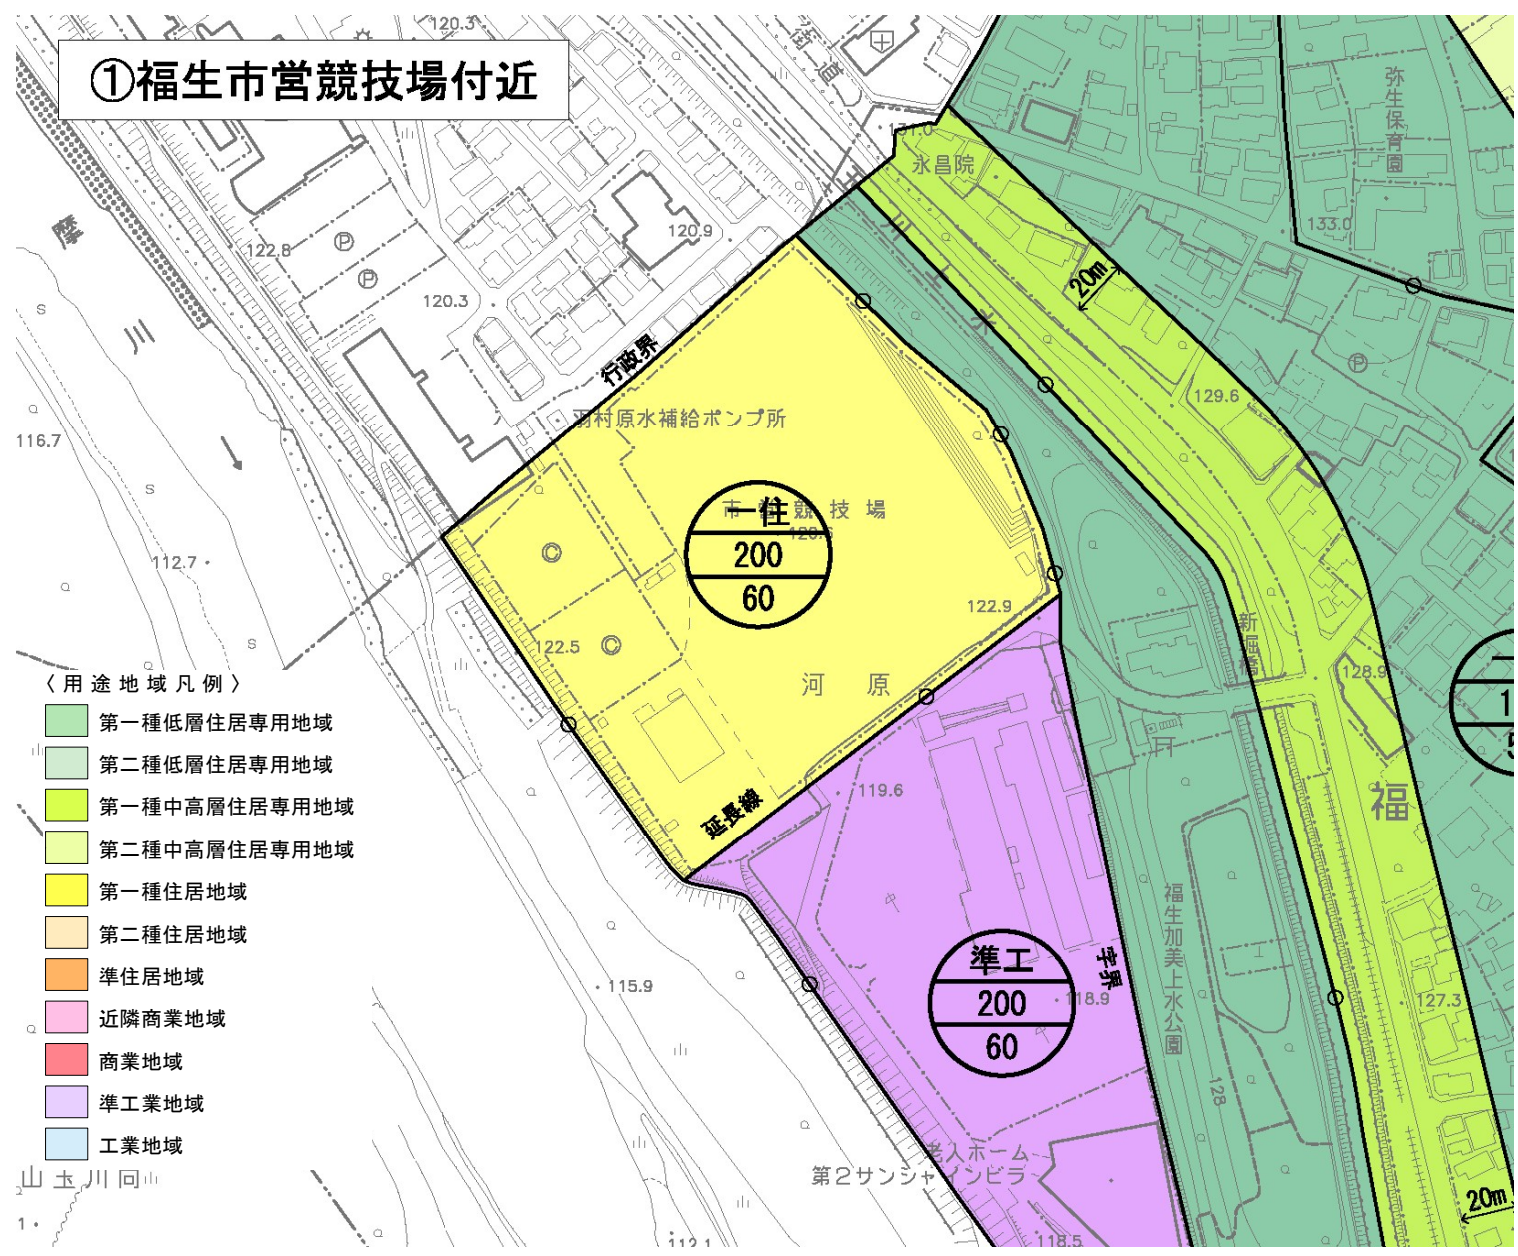 ①福生市営競技場付近
120.3
街道
131.0
永昌院
弥生保育園
133.0
摩
川
122.8
120.9
120.3
P
P
玉川上水
20m
P
行政界
羽村原水補給ポンプ所
129.6
116.7
s
s
s
市営競技場
120.6
一住
200
60
112.7
C
C
122.5
122.9
河原
新堀橋
128.9
延長線
119.6
福
〈用途地域凡例〉
第一種低層住居専用地域
第二種低層住居専用地域
第一種中高層住居専用地域
第二種中高層住居専用地域
第一種住居地域
第二種住居地域
準住居地域
近隣商業地域
商業地域
準工業地域
工業地域
福生加美上水公園
字界
準工
200
60
118.9
115.9
127.3
128
老人ホーム
第2サンシャインビラ
20m
118.5
112.1